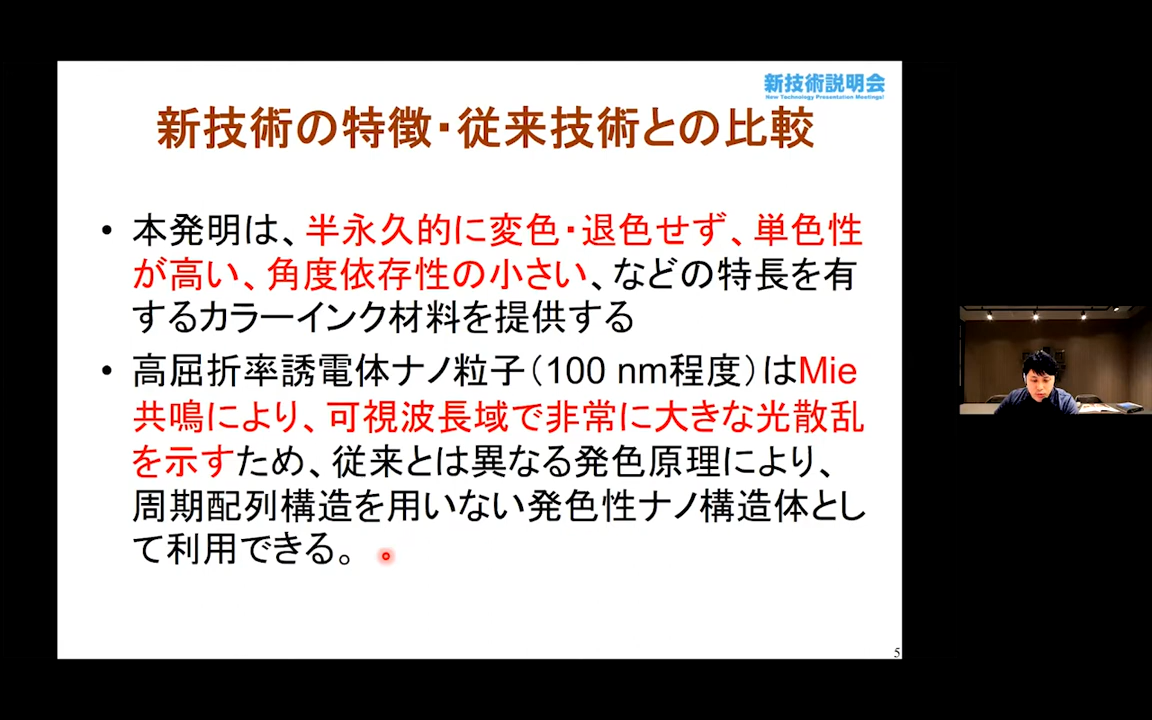 新技術説明会
New Technology Presentation Meetings!
新技術の特徴・従来技術との比較
• 本発明は、半永久的に変色・退色せず、単色性
が高い、角度依存性の小さい、などの特長を有
するカラーインク材料を提供する
• 高屈折率誘電体ナノ粒子（100 nm程度）はMie
共鳴により、可視波長域で非常に大きな光散乱
を示すため、従来とは異なる発色原理により、
周期配列構造を用いない発色性ナノ構造体とし
て利用できる。
5